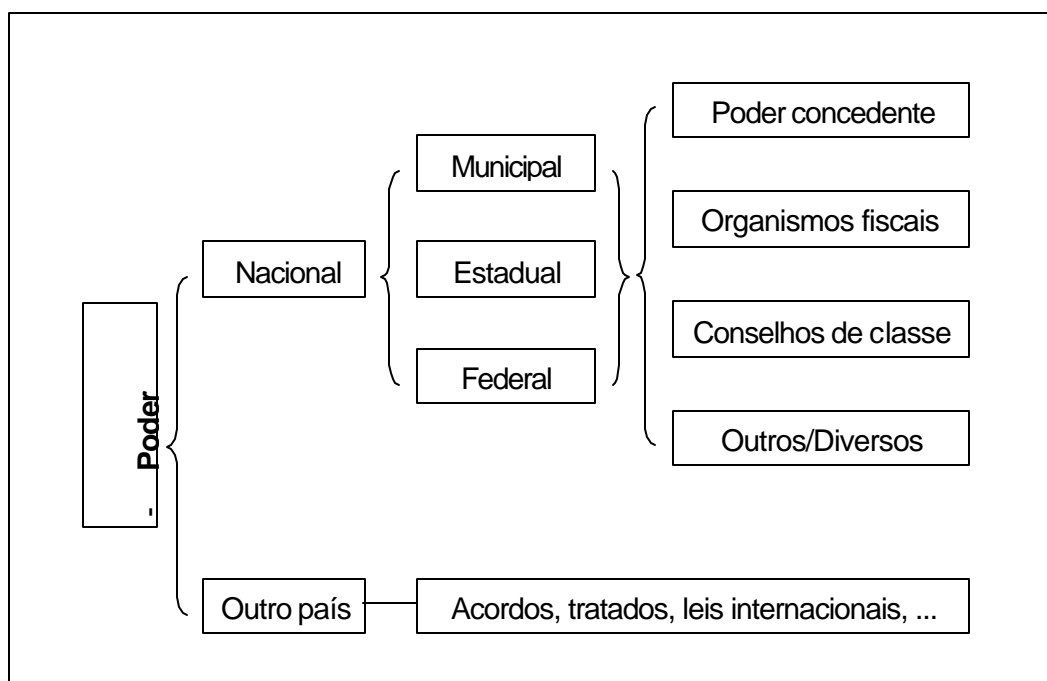 - Poder
Nacional
Municipal
Estadual
Federal
Poder concedente
Organismos fiscais
Conselhos de classe
Outros/Diversos
Outro país
Acordos, tratados, leis internacionais, ...